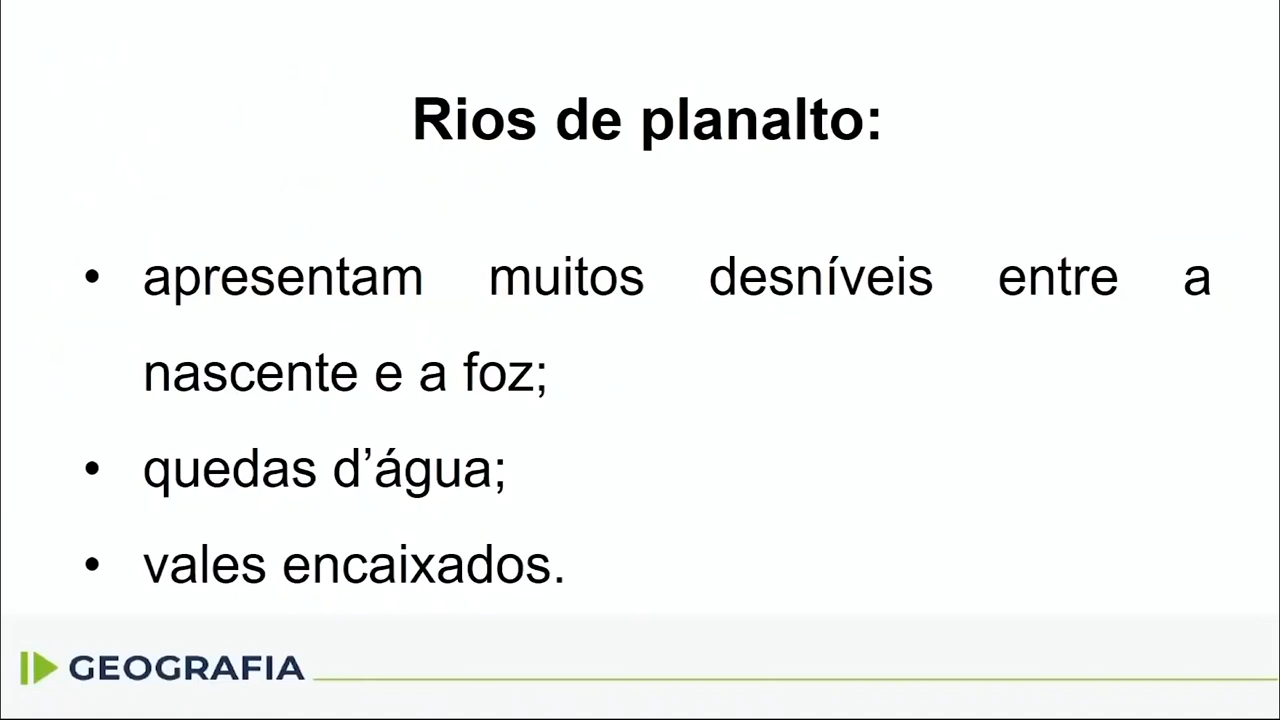 Rios de planalto:
• apresentam muitos desníveis entre a
nascente e a foz;
• quedas d’água;
• vales encaixados.
GEOGRAFIA